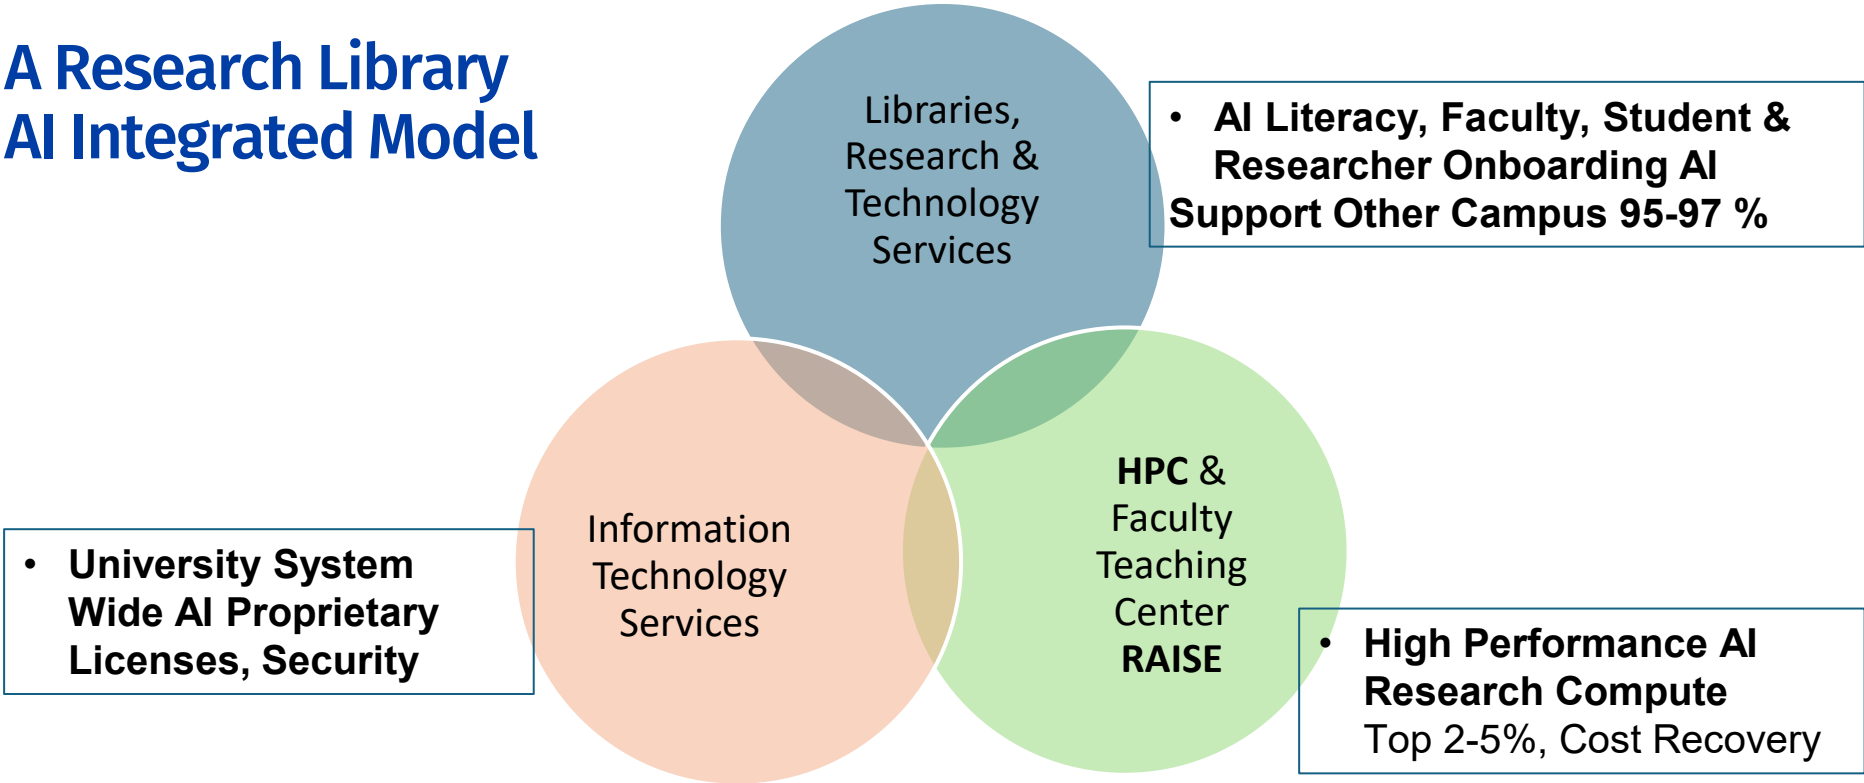 A Research Library
AI Integrated Model
Libraries,
Research &
Technology
Services
• AI Literacy, Faculty, Student &
Researcher Onboarding AI
Support Other Campus 95-97 %
Information
Technology
Services
• University System
Wide AI Proprietary
Licenses, Security
HPC &
Faculty
Teaching
Center
RAISE
• High Performance AI
Research Compute
Top 2-5%, Cost Recovery